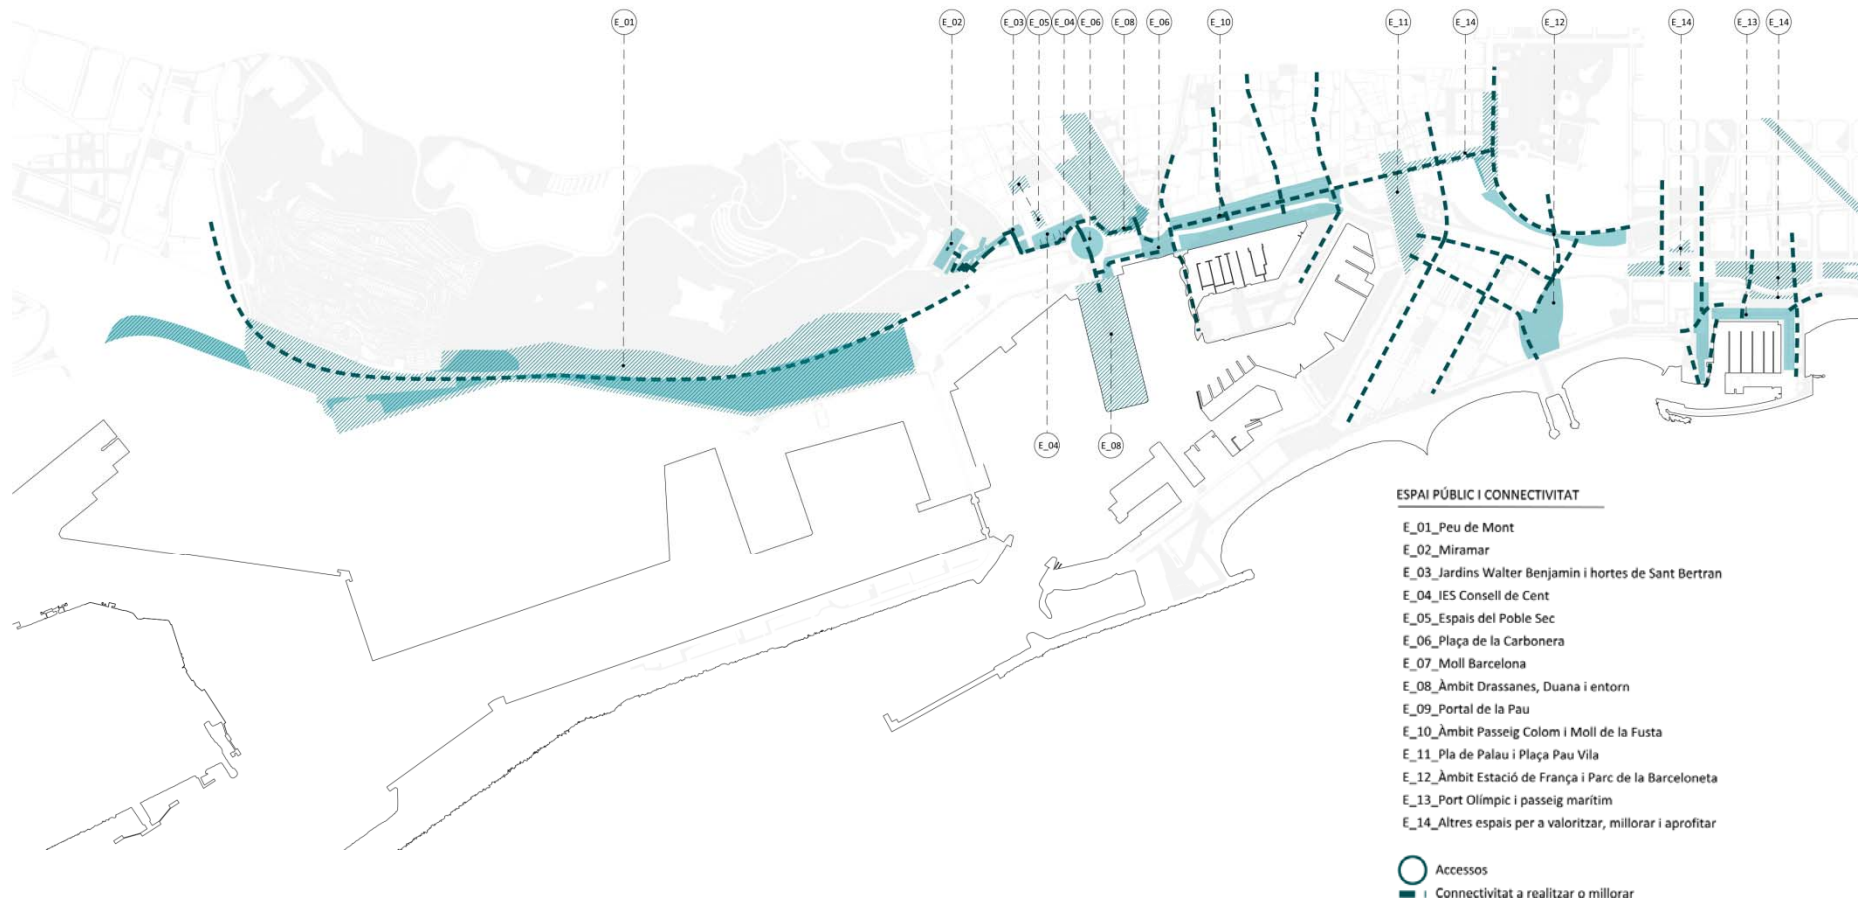 E_01
E_02
E_03
E_05
E_04
E_06
E_08
E_06
E_10
E_11
E_14
E_12
E_14
E_13
E_14
E_04
E_08
ESPAI PÚBLIC I CONNECTIVITAT
E_01_Peu de Mont
E_02_Miramar
E_03_Jardins Walter Benjamin i hortes de Sant Bertran
E_04_IES Consell de Cent
E_05_Espais del Poble Sec
E_06_Plaça de la Carbonera
E_07_Moll Barcelona
E_08_Àmbit Drassanes, Duana i entorn
E_09_Portal de la Pau
E_10_Àmbit Passeig Colom i Moll de la Fusta
E_11_Pla de Palau i Plaça Pau Vila
E_12_Àmbit Estació de França i Parc de la Barceloneta
E_13_Port Olímpic i passeig marítim
E_14_Altres espais per a valoritzar, millorar i aprofitar
Accessos
Connectivitat a realitzar o millorar